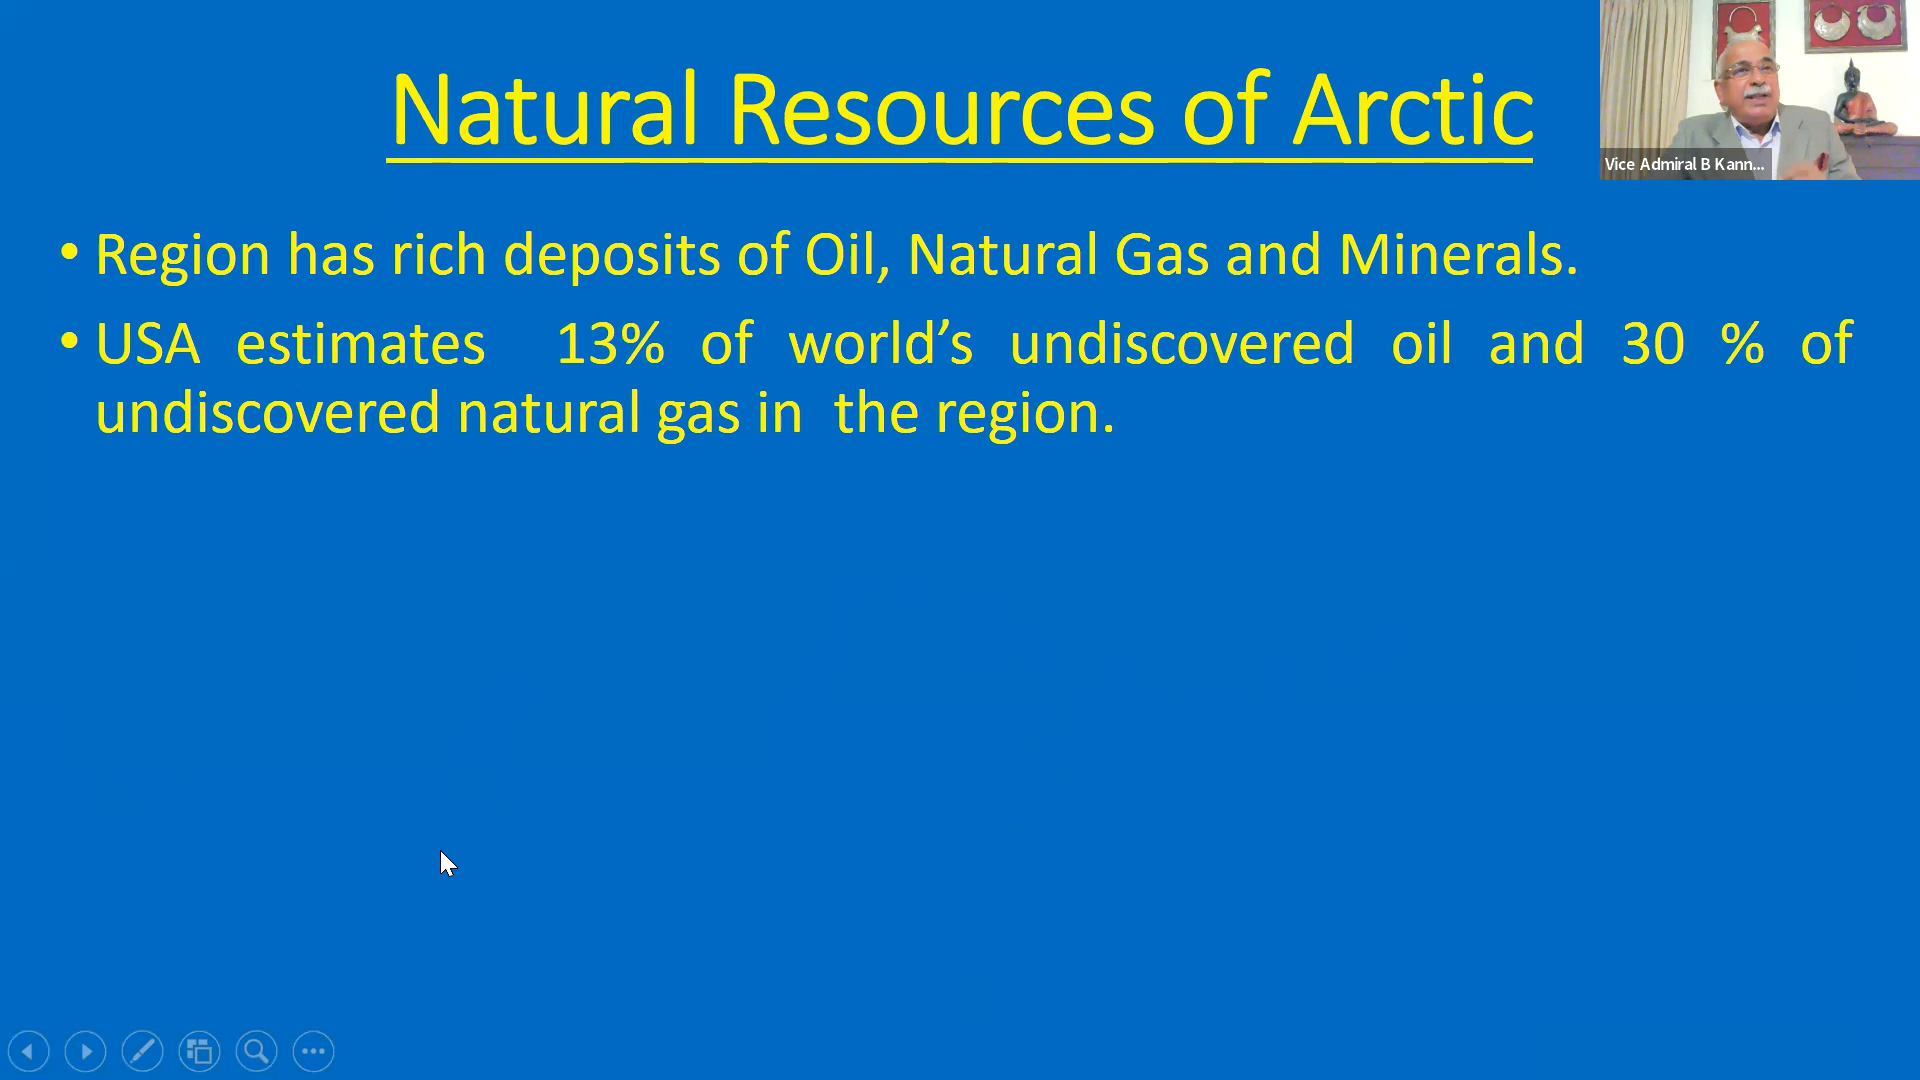 Natural Resources of Arctic
Vice Admiral B Kann...
• Region has rich deposits of Oil, Natural Gas and Minerals.
• USA estimates 13% of world’s undiscovered oil and 30 % of
undiscovered natural gas in the region.